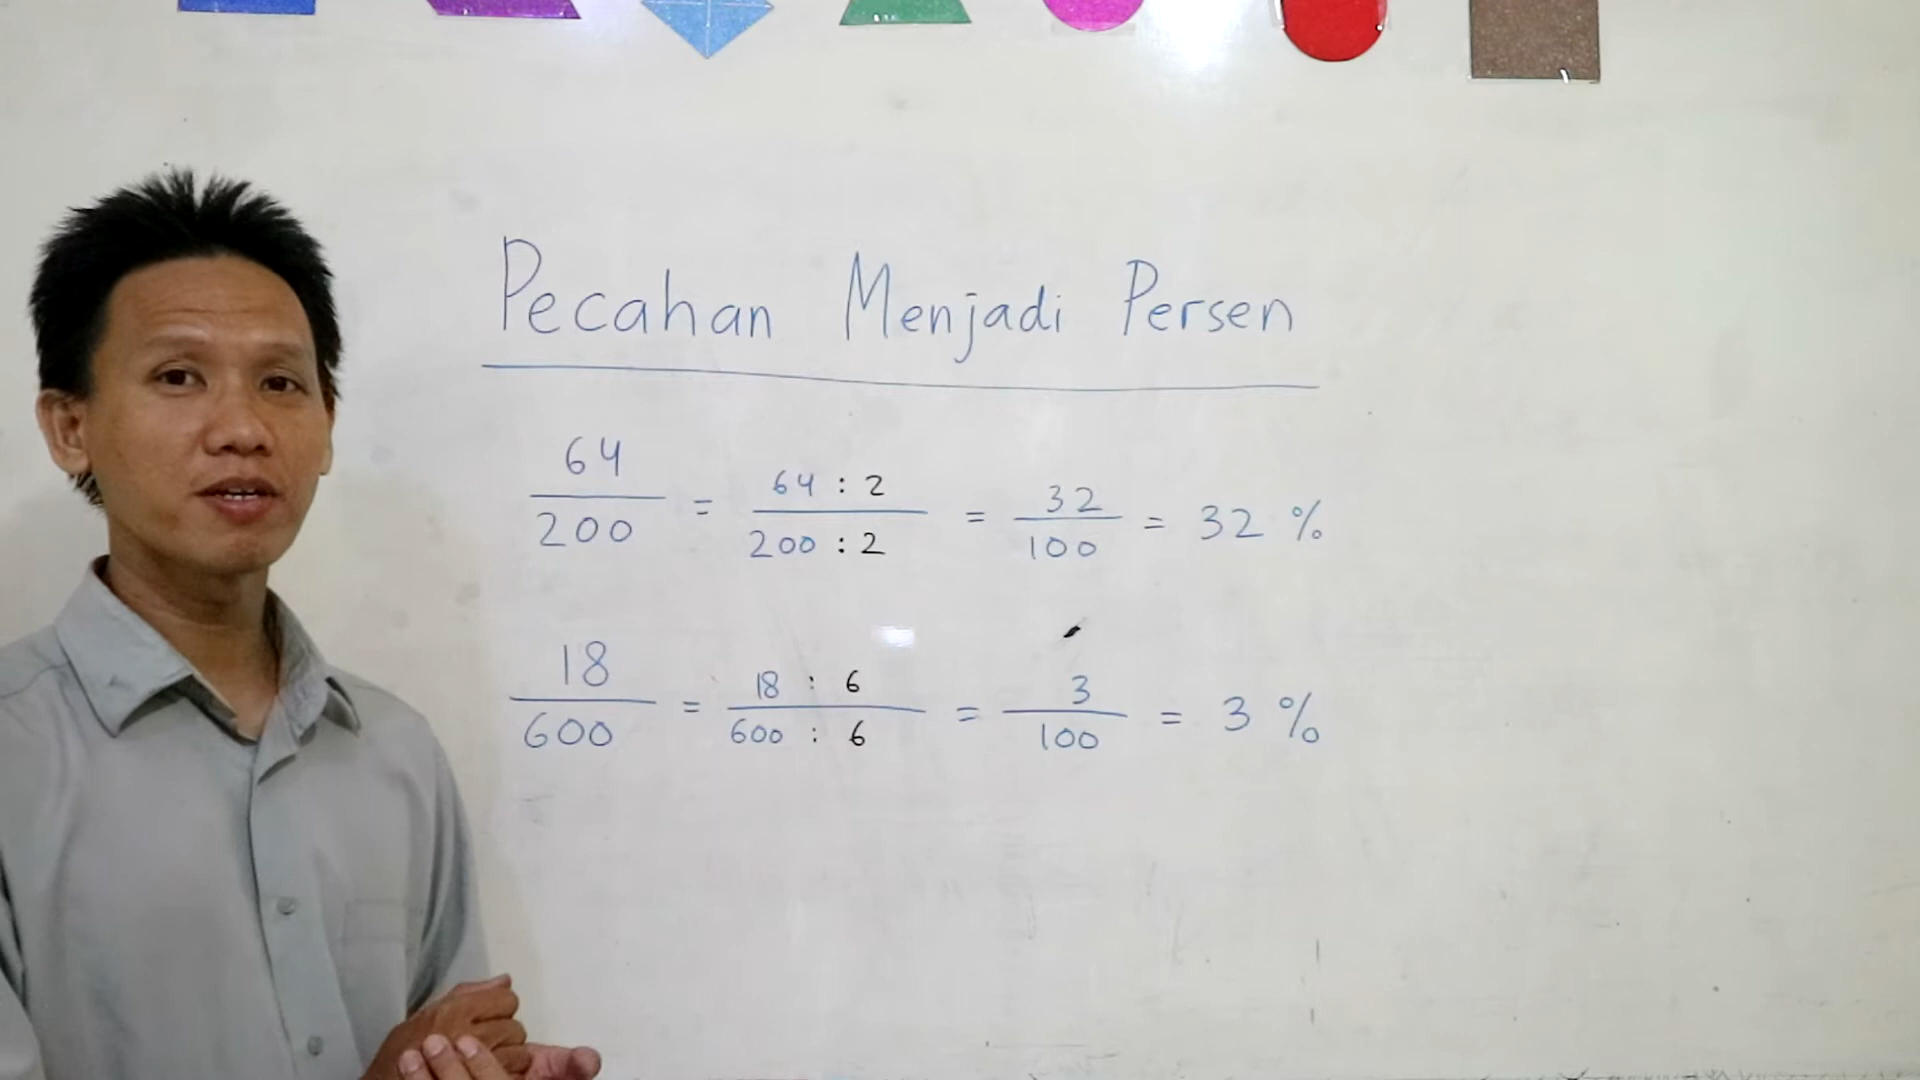 Pecahan Menjadi Persen
64/200 = 64 : 2/200 : 2 = 32/100 = 32 %
18/600 = 18 : 6/600 : 6 = 3/100 = 3 %